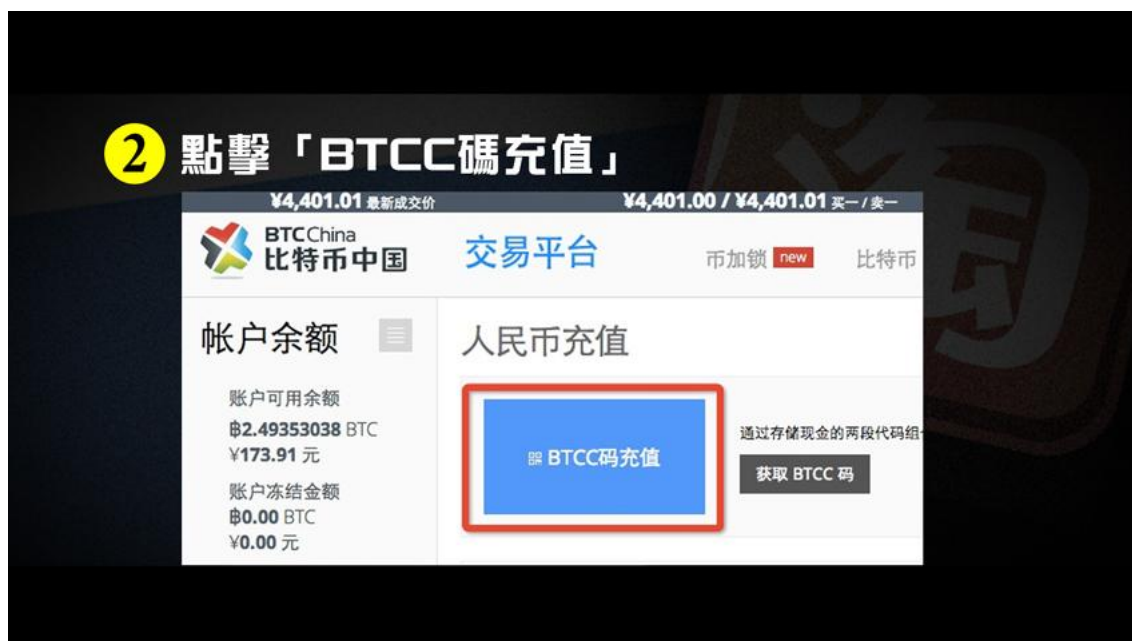 2 點擊「BTCC碼充值」
¥4,401.01 最新成交价 ¥4,401.00 / ¥4,401.01 买一 / 卖一
BTCChina
比特币中国
交易平台 币加锁 new 比特币
帐户余额
人民币充值
账户可用余额
฿2.49353038 BTC
¥173.91 元
账户冻结金额
฿0.00 BTC
¥0.00 元
BTCC码充值
通过存储现金的两段代码组
获取 BTCC 码
淘